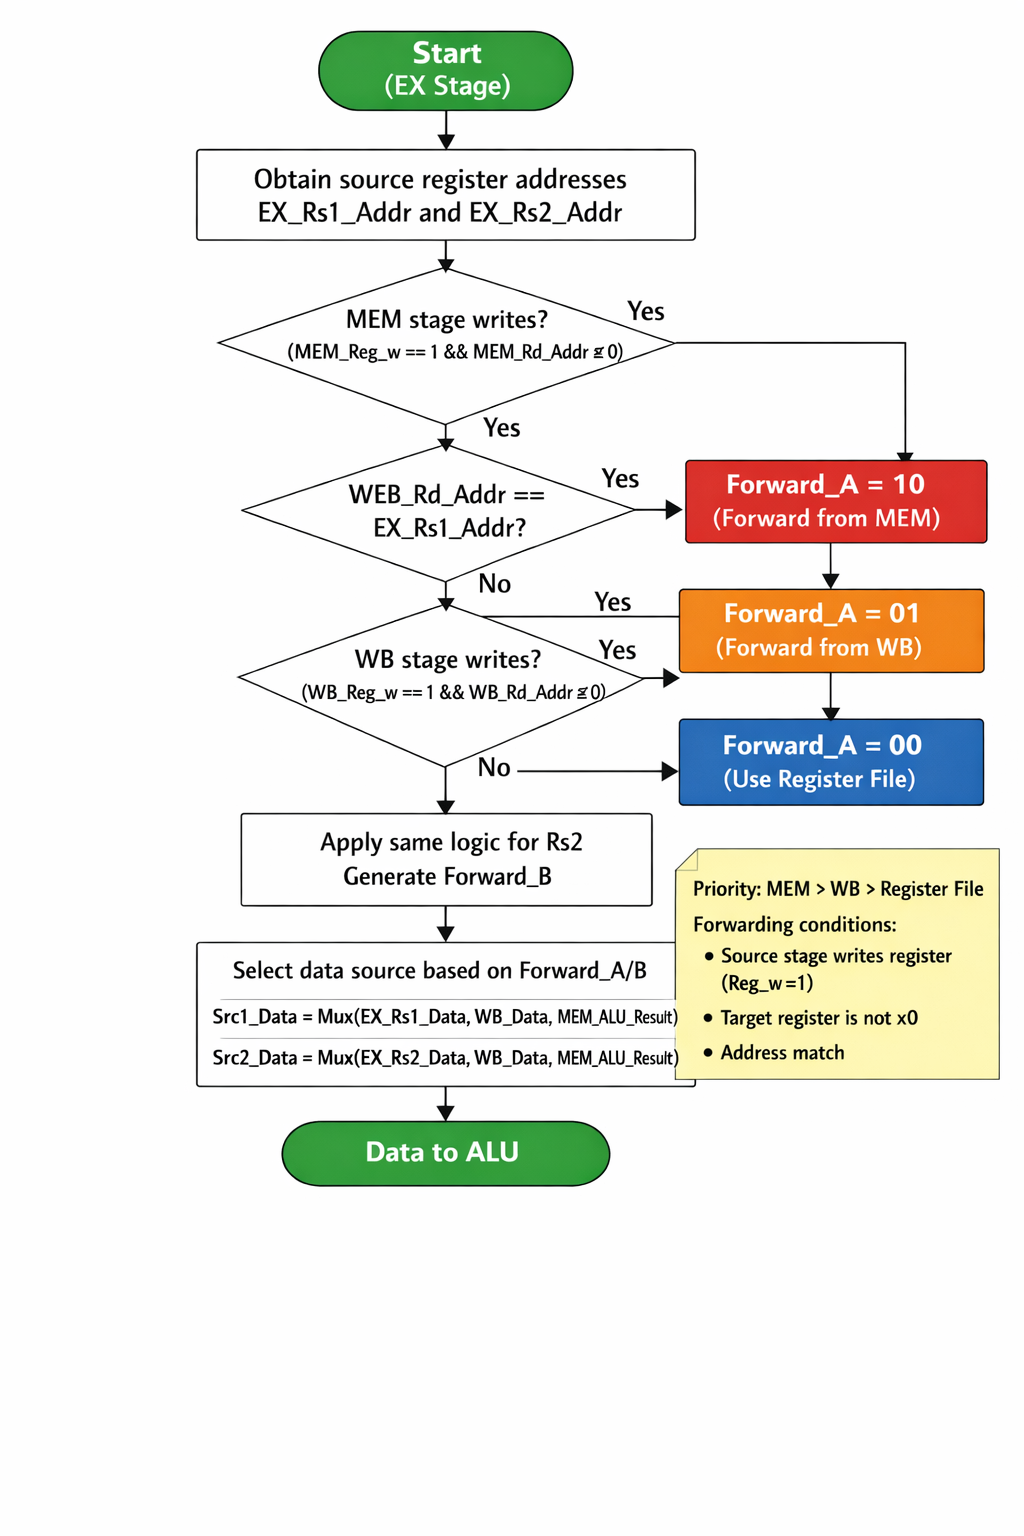 Start
(EX Stage)
Obtain source register addresses
EX_Rs1_Addr and EX_Rs2_Addr
MEM stage writes?
(MEM_Reg_w == 1 && MEM_Rd_Addr ≠ 0)
Yes
Yes
WEB_Rd_Addr ==
EX_Rs1_Addr?
Yes
Forward_A = 10
(Forward from MEM)
No
Yes
Forward_A = 01
(Forward from WB)
WB stage writes?
(WB_Reg_w == 1 && WB_Rd_Addr ≠ 0)
Yes
No
Forward_A = 00
(Use Register File)
Apply same logic for Rs2
Generate Forward_B
Select data source based on Forward_A/B
Src1_Data = Mux(EX_Rs1_Data, WB_Data, MEM_ALU_Result)
Src2_Data = Mux(EX_Rs2_Data, WB_Data, MEM_ALU_Result)
Priority: MEM > WB > Register File
Forwarding conditions:
• Source stage writes register
(Reg_w=1)
• Target register is not x0
• Address match
Data to ALU